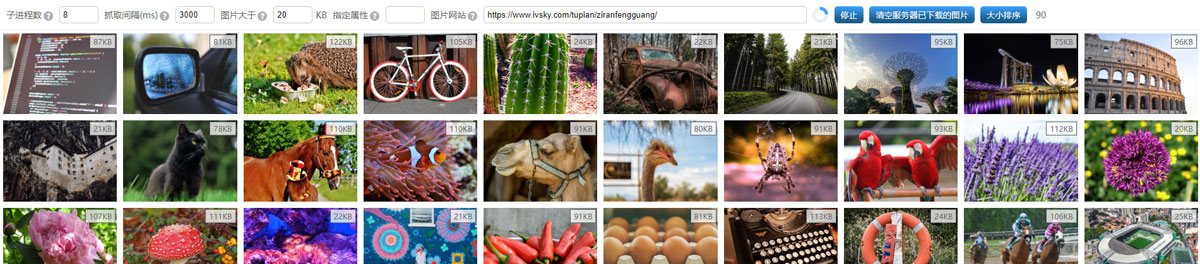 子进程数 ? 8 抓取间隔(ms) ? 3000 图片大于 ? 20 KB 指定属性 ? 图片网站 ? https://www.ivsky.com/tupian/ziranfengguang/ 停止 清空服务器已下载的图片 大小排序 90
87KB 81KB 122KB 105KB 24KB 22KB 21KB 95KB 75KB 96KB
21KB 78KB 110KB 110KB 91KB 80KB 91KB 93KB 112KB 20KB
107KB 111KB 22KB 21KB 91KB 81KB 113KB 24KB 106KB 25KB